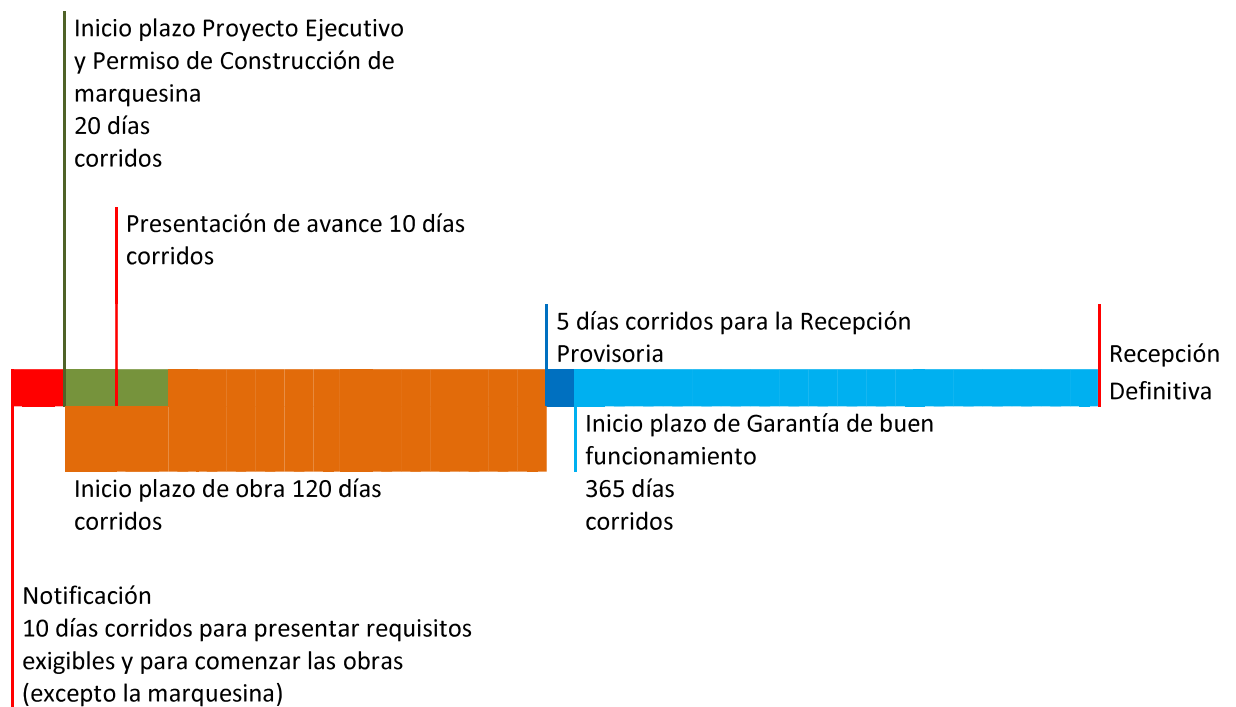 Inicio plazo Proyecto Ejecutivo
y Permiso de Construcción de
marquesina
20 días
corridos
Presentación de avance 10 días
corridos
5 días corridos para la Recepción
Provisoria
Recepción
Definitiva
Inicio plazo de Garantía de buen
funcionamiento
365 días
corridos
Inicio plazo de obra 120 días
corridos
Notificación
10 días corridos para presentar requisitos
exigibles y para comenzar las obras
(excepto la marquesina)